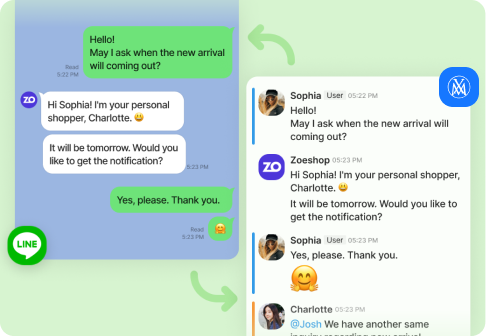 Hello!
May I ask when the new arrival
will coming out?
Read
5:22 PM
ZO
Hi Sophia! I'm your personal
shopper, Charlotte. 😃
It will be tomorrow. Would you
like to get the notification?
5:23 PM
Yes, please. Thank you.
Read
5:23 PM
🤗
LINE
Sophia User 05:22 PM
Hello!
May I ask when the new arrival will
coming out?
ZO
Zoeshop 05:23 PM
Hi Sophia! I'm your personal shopper,
Charlotte. 😃
It will be tomorrow. Would you like to
get the notification?
Sophia User 05:23 PM
Yes, please. Thank you.
🤗
Charlotte 05:23 PM
@Josh We have another same
inquiry regarding new arrival